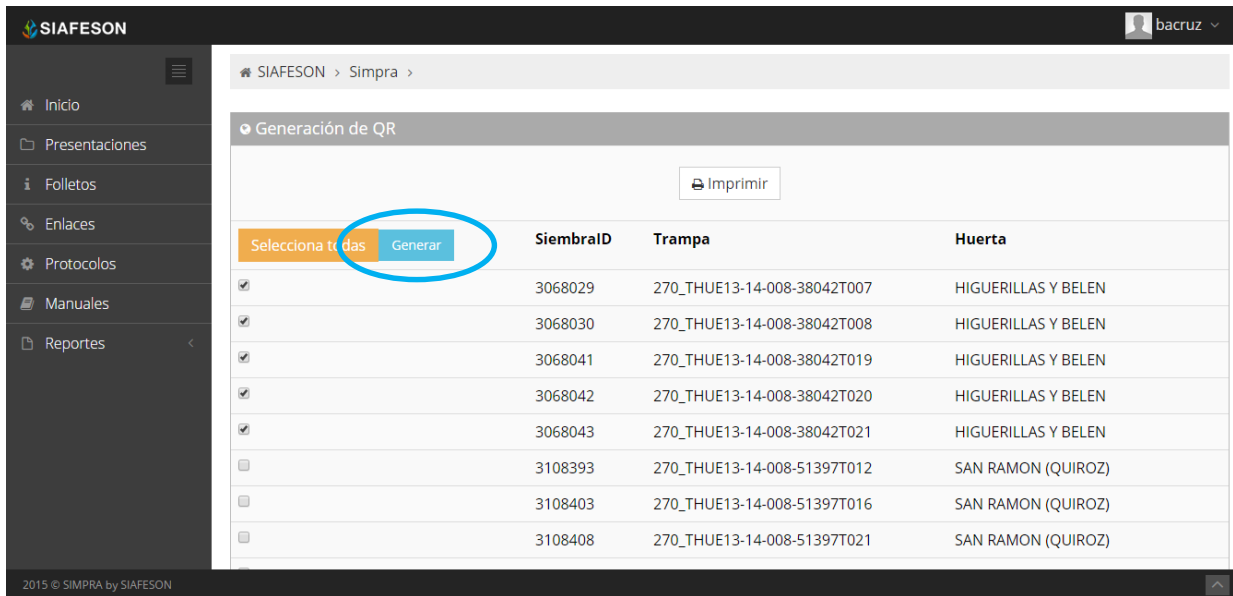 SIAFESON
bacruz
SIAFESON > Simpra >
Inicio
Presentaciones
Folletos
Enlaces
Protocolos
Manuales
Reportes
Generación de QR
Imprimir
Selecciona todas Generar SiembraID Trampa Huerta
3068029 270_THUE13-14-008-38042T007 HIGUERILLAS Y BELEN
3068030 270_THUE13-14-008-38042T008 HIGUERILLAS Y BELEN
3068041 270_THUE13-14-008-38042T019 HIGUERILLAS Y BELEN
3068042 270_THUE13-14-008-38042T020 HIGUERILLAS Y BELEN
3068043 270_THUE13-14-008-38042T021 HIGUERILLAS Y BELEN
3108393 270_THUE13-14-008-51397T012 SAN RAMON (QUIROZ)
3108403 270_THUE13-14-008-51397T016 SAN RAMON (QUIROZ)
3108408 270_THUE13-14-008-51397T021 SAN RAMON (QUIROZ)
2015 © SIMPRA by SIAFESON